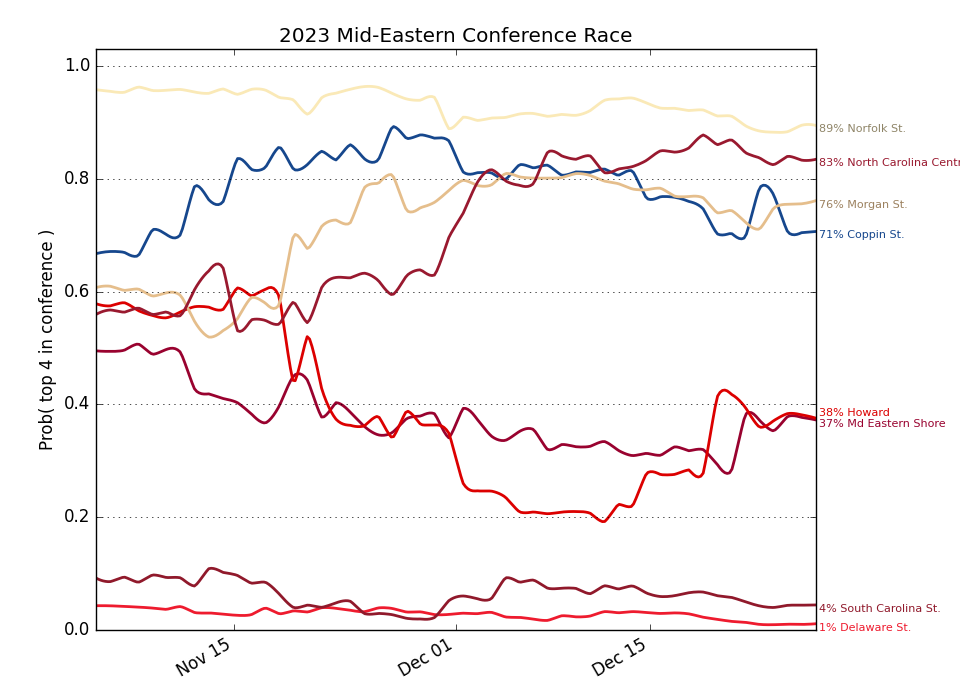 2023 Mid-Eastern Conference Race
Prob( top 4 in conference )
1.0
0.8
0.6
0.4
0.2
0.0
Nov 15
Dec 01
Dec 15
89% Norfolk St.
83% North Carolina Centr
76% Morgan St.
71% Coppin St.
38% Howard
37% Md Eastern Shore
4% South Carolina St.
1% Delaware St.